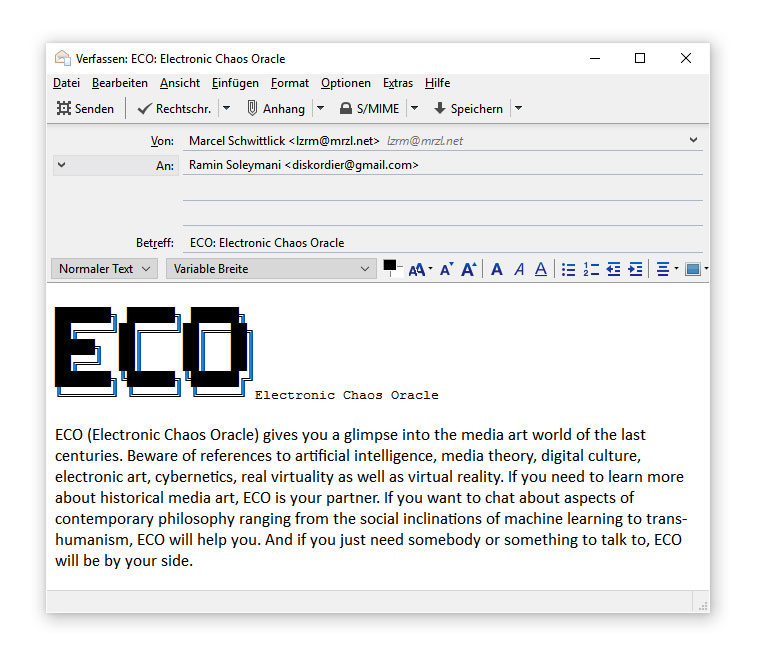 Verfassen: ECO: Electronic Chaos Oracle
Datei Bearbeiten Ansicht Einfügen Format Optionen Extras Hilfe
Senden Rechtschr. Anhang S/MIME Speichern
Von: Marcel Schwittlick <lzrm@mrzl.net> lzrm@mrzl.net
An: Ramin Soleymani <diskordier@gmail.com>
Betreff: ECO: Electronic Chaos Oracle
Normaler Text Variable Breite
ECO
Electronic Chaos Oracle
ECO (Electronic Chaos Oracle) gives you a glimpse into the media art world of the last
centuries. Beware of references to artificial intelligence, media theory, digital culture,
electronic art, cybernetics, real virtuality as well as virtual reality. If you need to learn more
about historical media art, ECO is your partner. If you want to chat about aspects of
contemporary philosophy ranging from the social inclinations of machine learning to trans-
humanism, ECO will help you. And if you just need somebody or something to talk to, ECO
will be by your side.